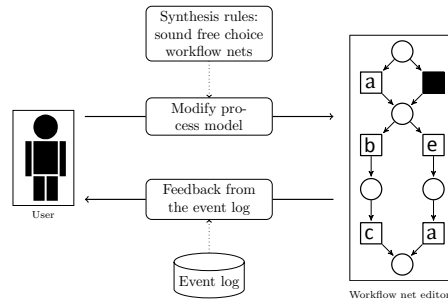 Synthesis rules:
sound free choice
workflow nets
Modify pro-
cess model
Feedback from
the event log
Event log
User
a
b
e
c
a
Workflow net editor